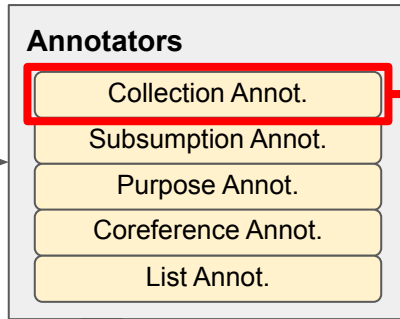 Annotators
Collection Annot.
Subsumption Annot.
Purpose Annot.
Coreference Annot.
List Annot.